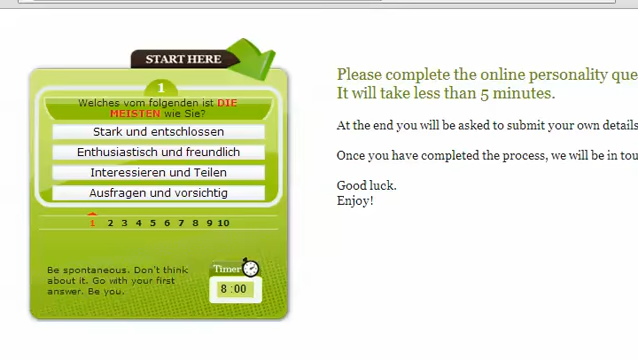 START HERE
1
Welches vom folgenden ist DIE
MEISTEN wie Sie?
Stark und entschlossen
Enthusiastisch und freundlich
Interessieren und Teilen
Ausfragen und vorsichtig
1 2 3 4 5 6 7 8 9 10
Be spontaneous. Don't think
about it. Go with your first
answer. Be you.
Timer
8 :00
Please complete the online personality que
It will take less than 5 minutes.
At the end you will be asked to submit your own details
Once you have completed the process, we will be in tou
Good luck.
Enjoy!